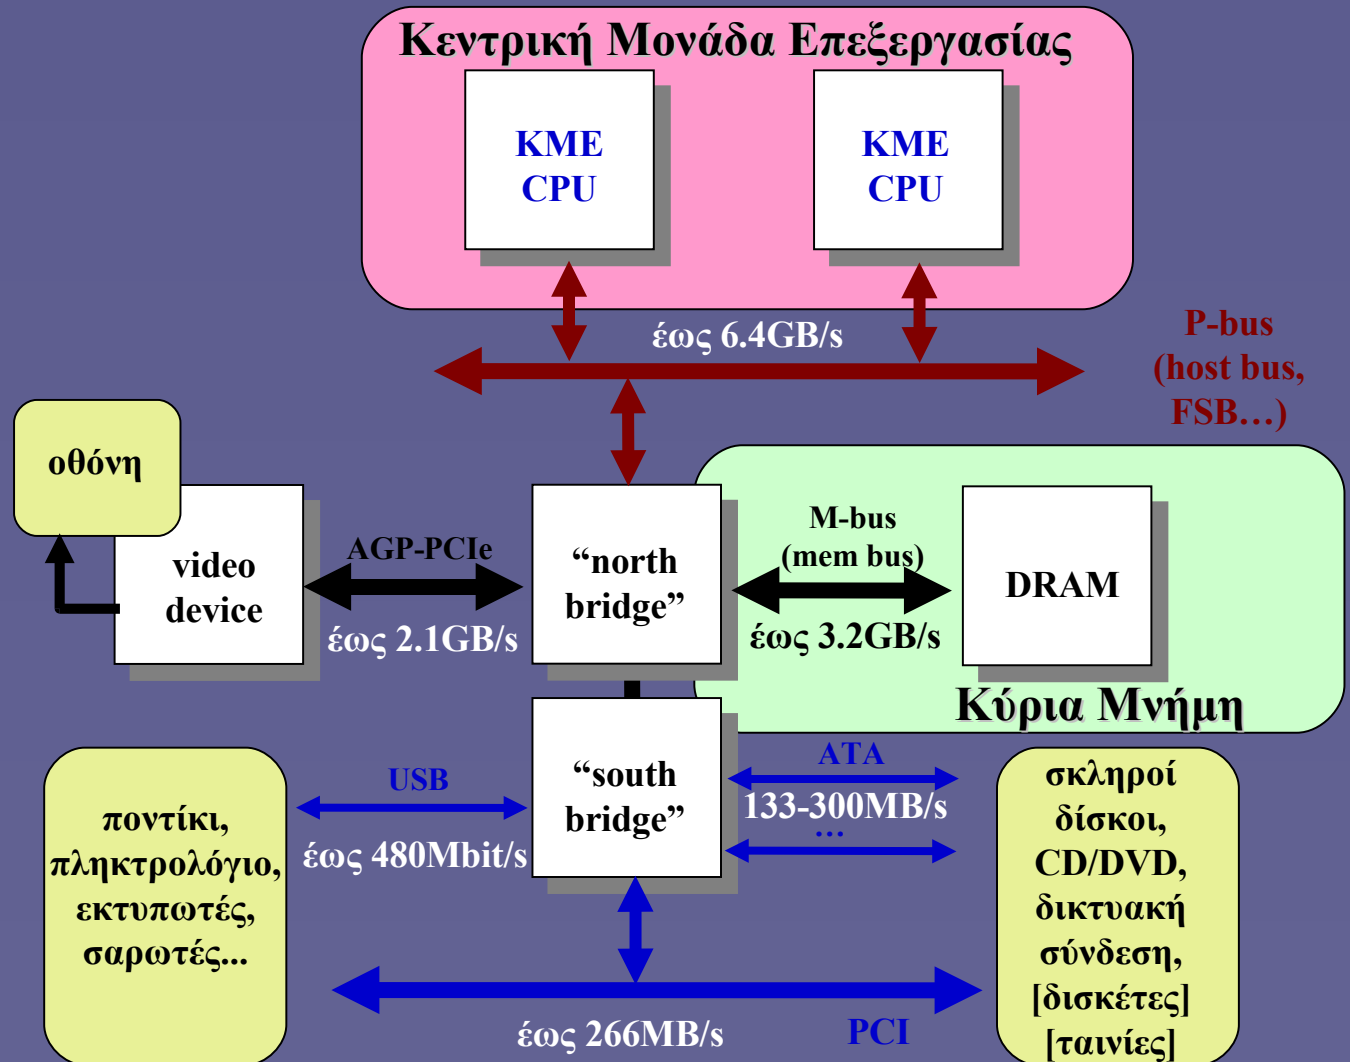 Κεντρική Μονάδα Επεξεργασίας
ΚΜΕ
CPU
ΚΜΕ
CPU
έως 6.4GB/s
P-bus
(host bus,
FSB…)
οθόνη
video
device
AGP-PCIe
έως 2.1GB/s
“north
bridge”
M-bus
(mem bus)
έως 3.2GB/s
DRAM
Κύρια Μνήμη
ποντίκι,
πληκτρολόγιο,
εκτυπωτές,
σαρωτές...
USB
έως 480Mbit/s
“south
bridge”
ATA
133-300MB/s
…
σκληροί
δίσκοι,
CD/DVD,
δικτυακή
σύνδεση,
[δισκέτες]
[ταινίες]
έως 266MB/s
PCI